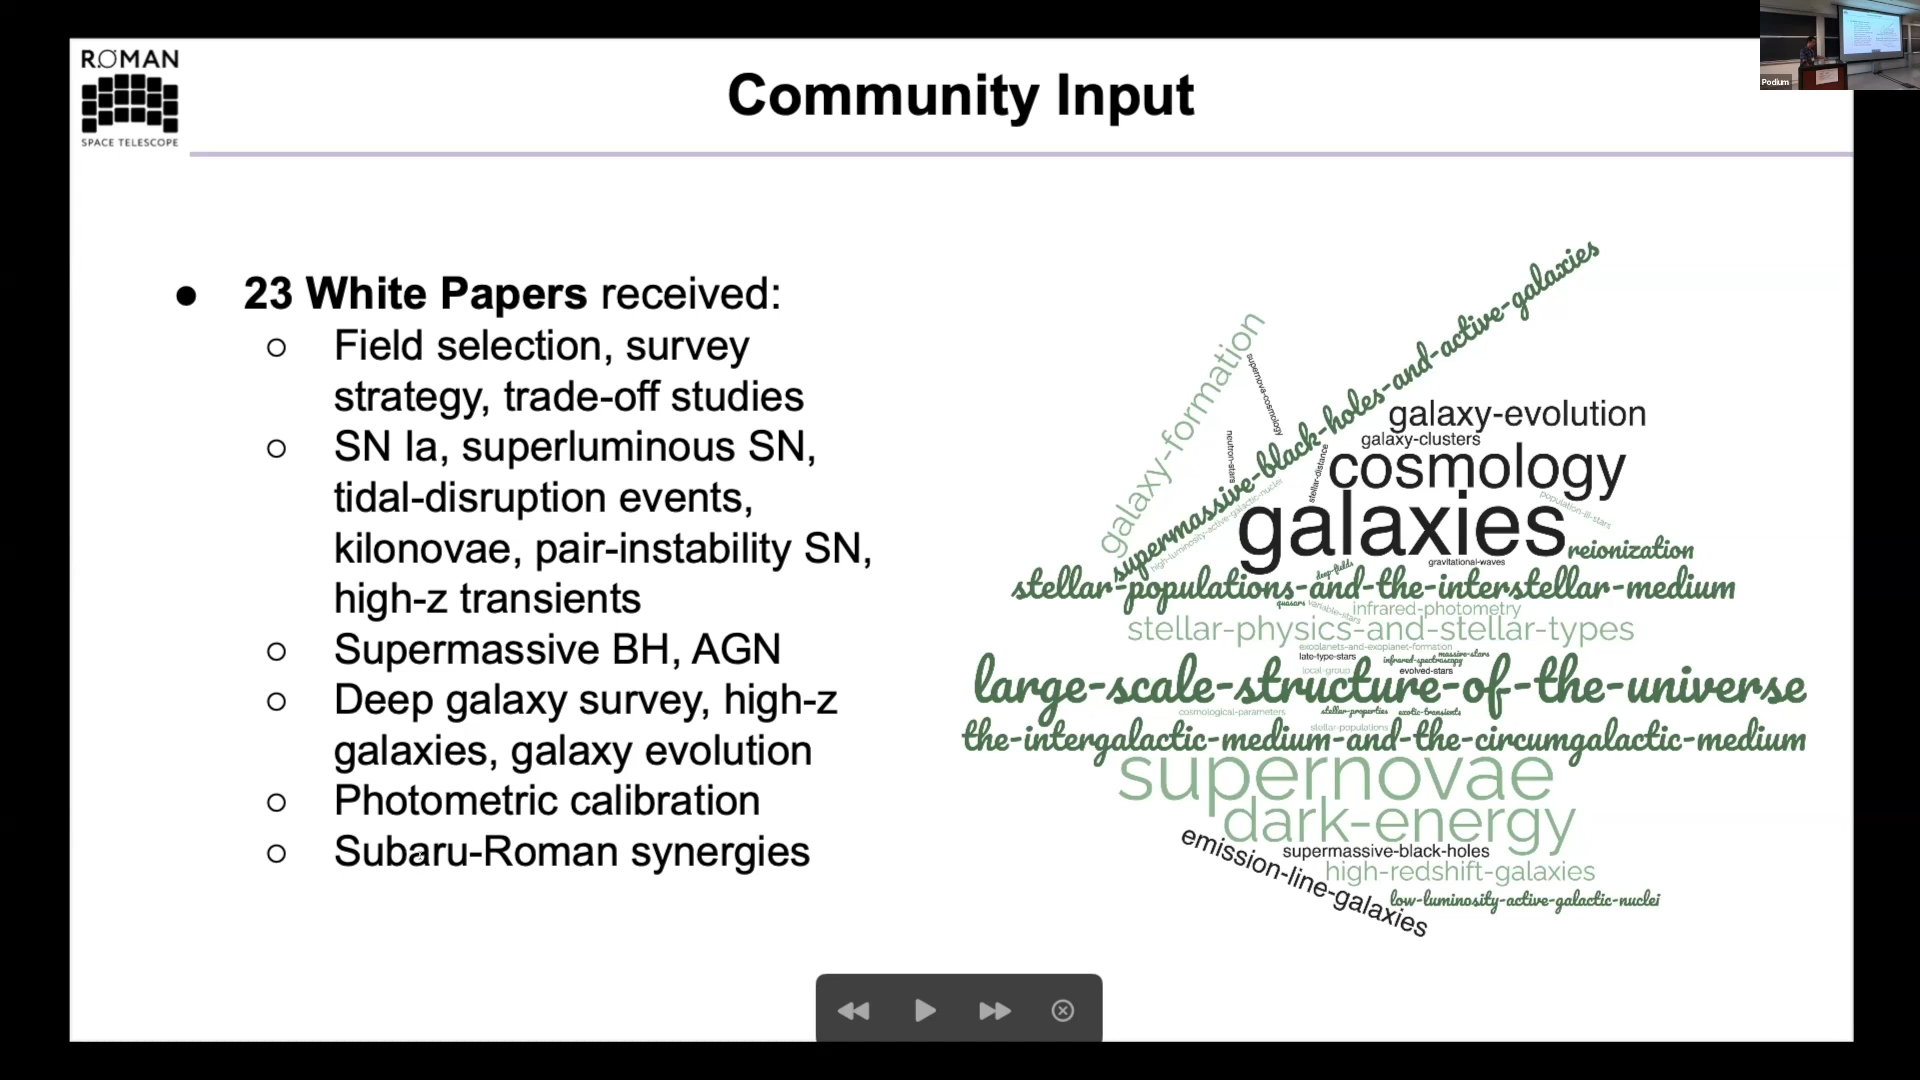 ROMAN
SPACE TELESCOPE
Community Input
Podium
● 23 White Papers received:
○ Field selection, survey
strategy, trade-off studies
○ SN Ia, superluminous SN,
tidal-disruption events,
kilonovae, pair-instability SN,
high-z transients
○ Supermassive BH, AGN
○ Deep galaxy survey, high-z
galaxies, galaxy evolution
○ Photometric calibration
○ Subaru-Roman synergies
supermassive-black-holes-and-active-galaxies
galaxy-formation
supernova-cosmology
neutron-stars
high-luminosity-active-galactic-nuclei
stellar-distance
galaxy-evolution
galaxy-clusters
cosmology
galaxies
population-iii-stars
reionization
gravitational-waves
deep-fields
stellar-populations-and-the-interstellar-medium
quasars
variable-stars
infrared-photometry
stellar-physics-and-stellar-types
exoplanets-and-exoplanet-formation
late-type-stars
massive-stars
infrared-spectroscopy
local-group
evolved-stars
large-scale-structure-of-the-universe
cosmological-parameters
stellar-properties
exotic-transients
stellar-populations
the-intergalactic-medium-and-the-circumgalactic-medium
supernovae
dark-energy
emission-line-galaxies
supermassive-black-holes
high-redshift-galaxies
low-luminosity-active-galactic-nuclei